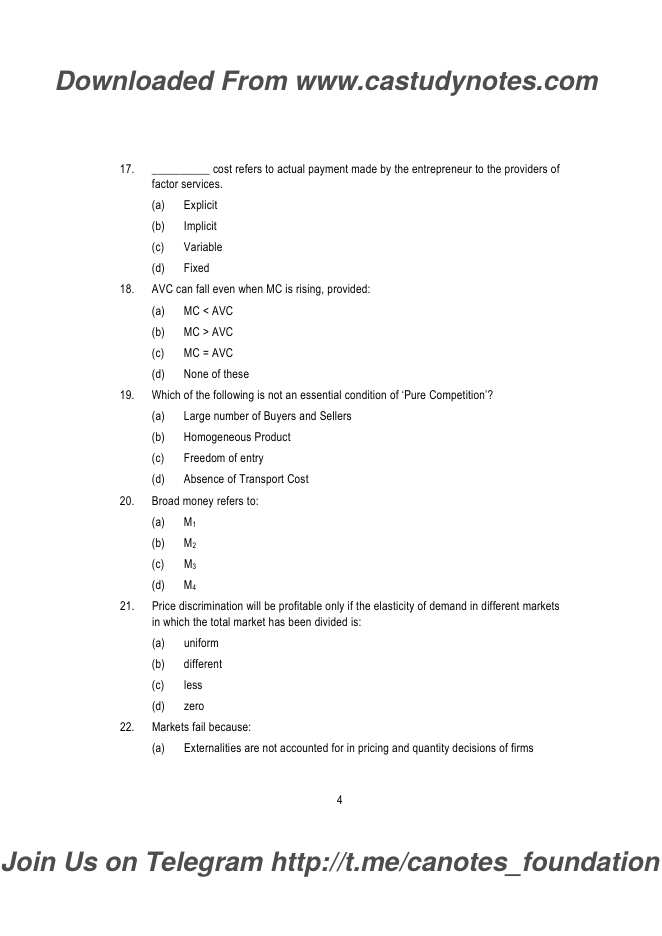 Downloaded From www.castudynotes.com
17. __________ cost refers to actual payment made by the entrepreneur to the providers of
factor services.
(a) Explicit
(b) Implicit
(c) Variable
(d) Fixed
18. AVC can fall even when MC is rising, provided:
(a) MC < AVC
(b) MC > AVC
(c) MC = AVC
(d) None of these
19. Which of the following is not an essential condition of ‘Pure Competition’?
(a) Large number of Buyers and Sellers
(b) Homogeneous Product
(c) Freedom of entry
(d) Absence of Transport Cost
20. Broad money refers to:
(a) M₁
(b) M₂
(c) M₃
(d) M₄
21. Price discrimination will be profitable only if the elasticity of demand in different markets
in which the total market has been divided is:
(a) uniform
(b) different
(c) less
(d) zero
22. Markets fail because:
(a) Externalities are not accounted for in pricing and quantity decisions of firms
4
Join Us on Telegram http://t.me/canotes_foundation